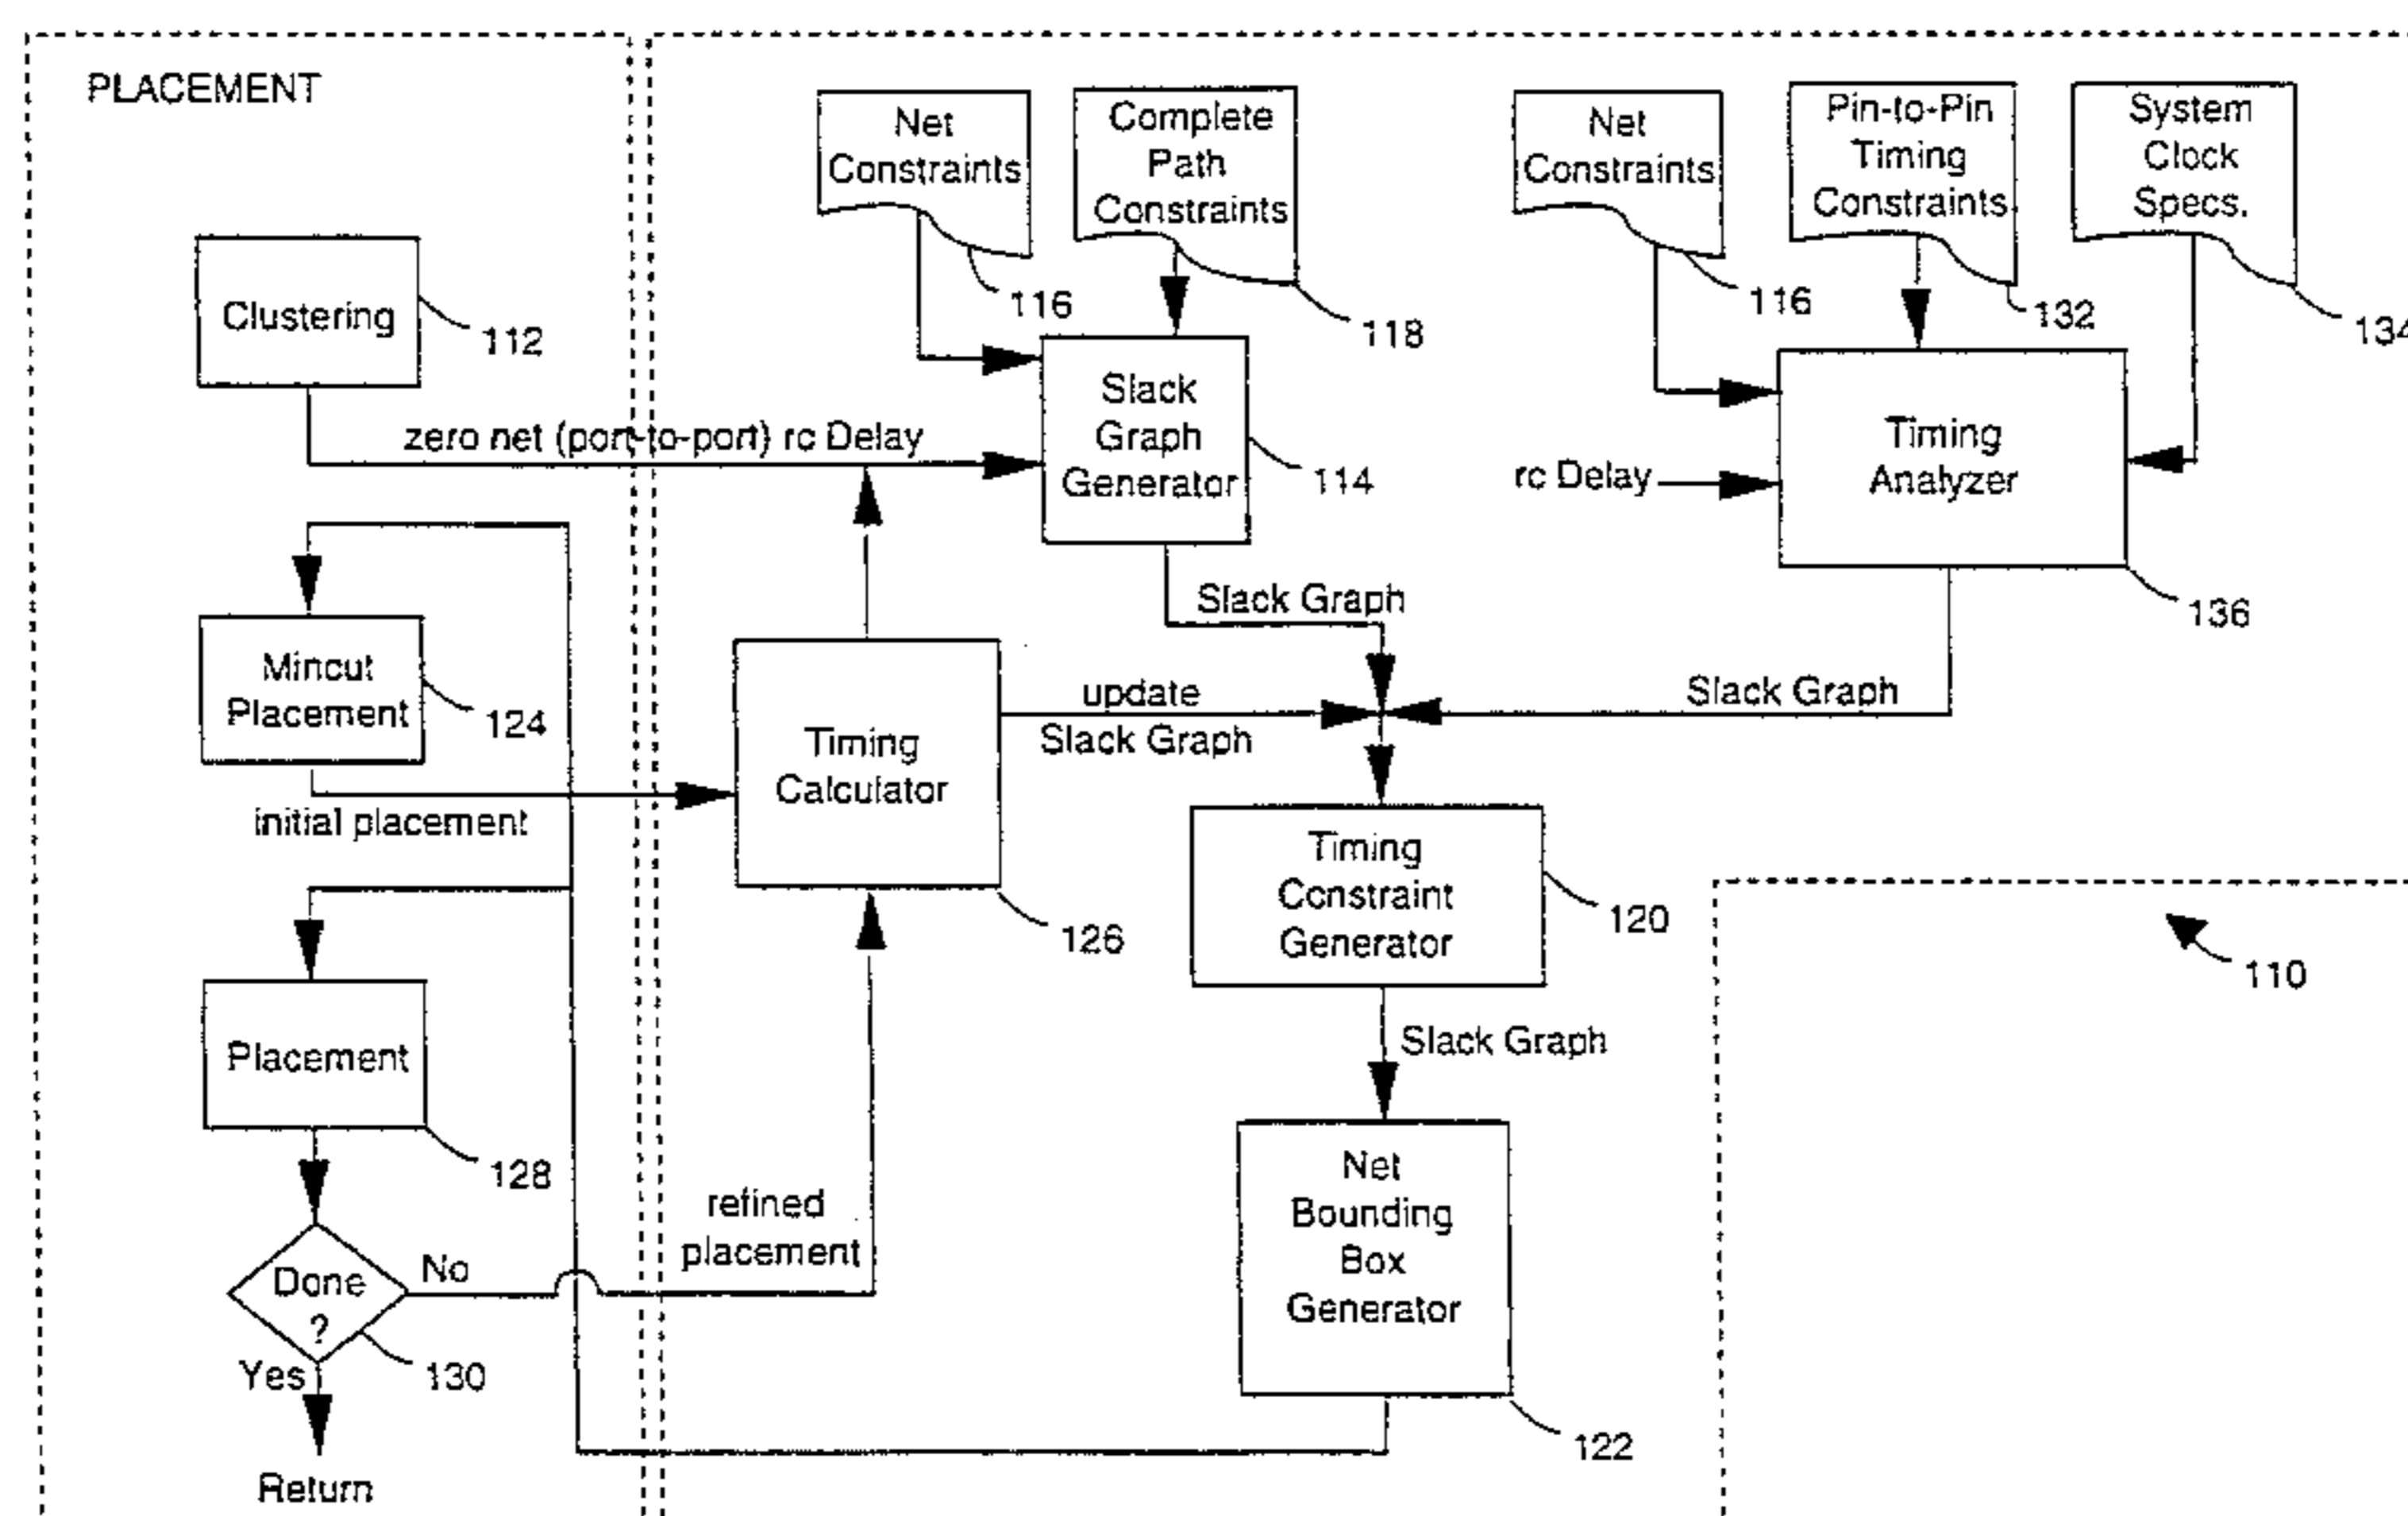 PLACEMENT
Net
Constraints
116
Complete
Path
Constraints
118
Net
Constraints
116
Pin-to-Pin
Timing
Constraints
132
System
Clock
Specs.
134
Clustering
112
zero net (port-to-port) rc Delay
Slack
Graph
Generator
114
rc Delay
Timing
Analyzer
136
Slack Graph
Slack Graph
Mincut
Placement
124
initial placement
Timing
Calculator
126
update
Slack Graph
Timing
Constraint
Generator
120
110
Placement
128
Slack Graph
Net
Bounding
Box
Generator
122
refined
placement
Done
?
No
130
Yes
Return